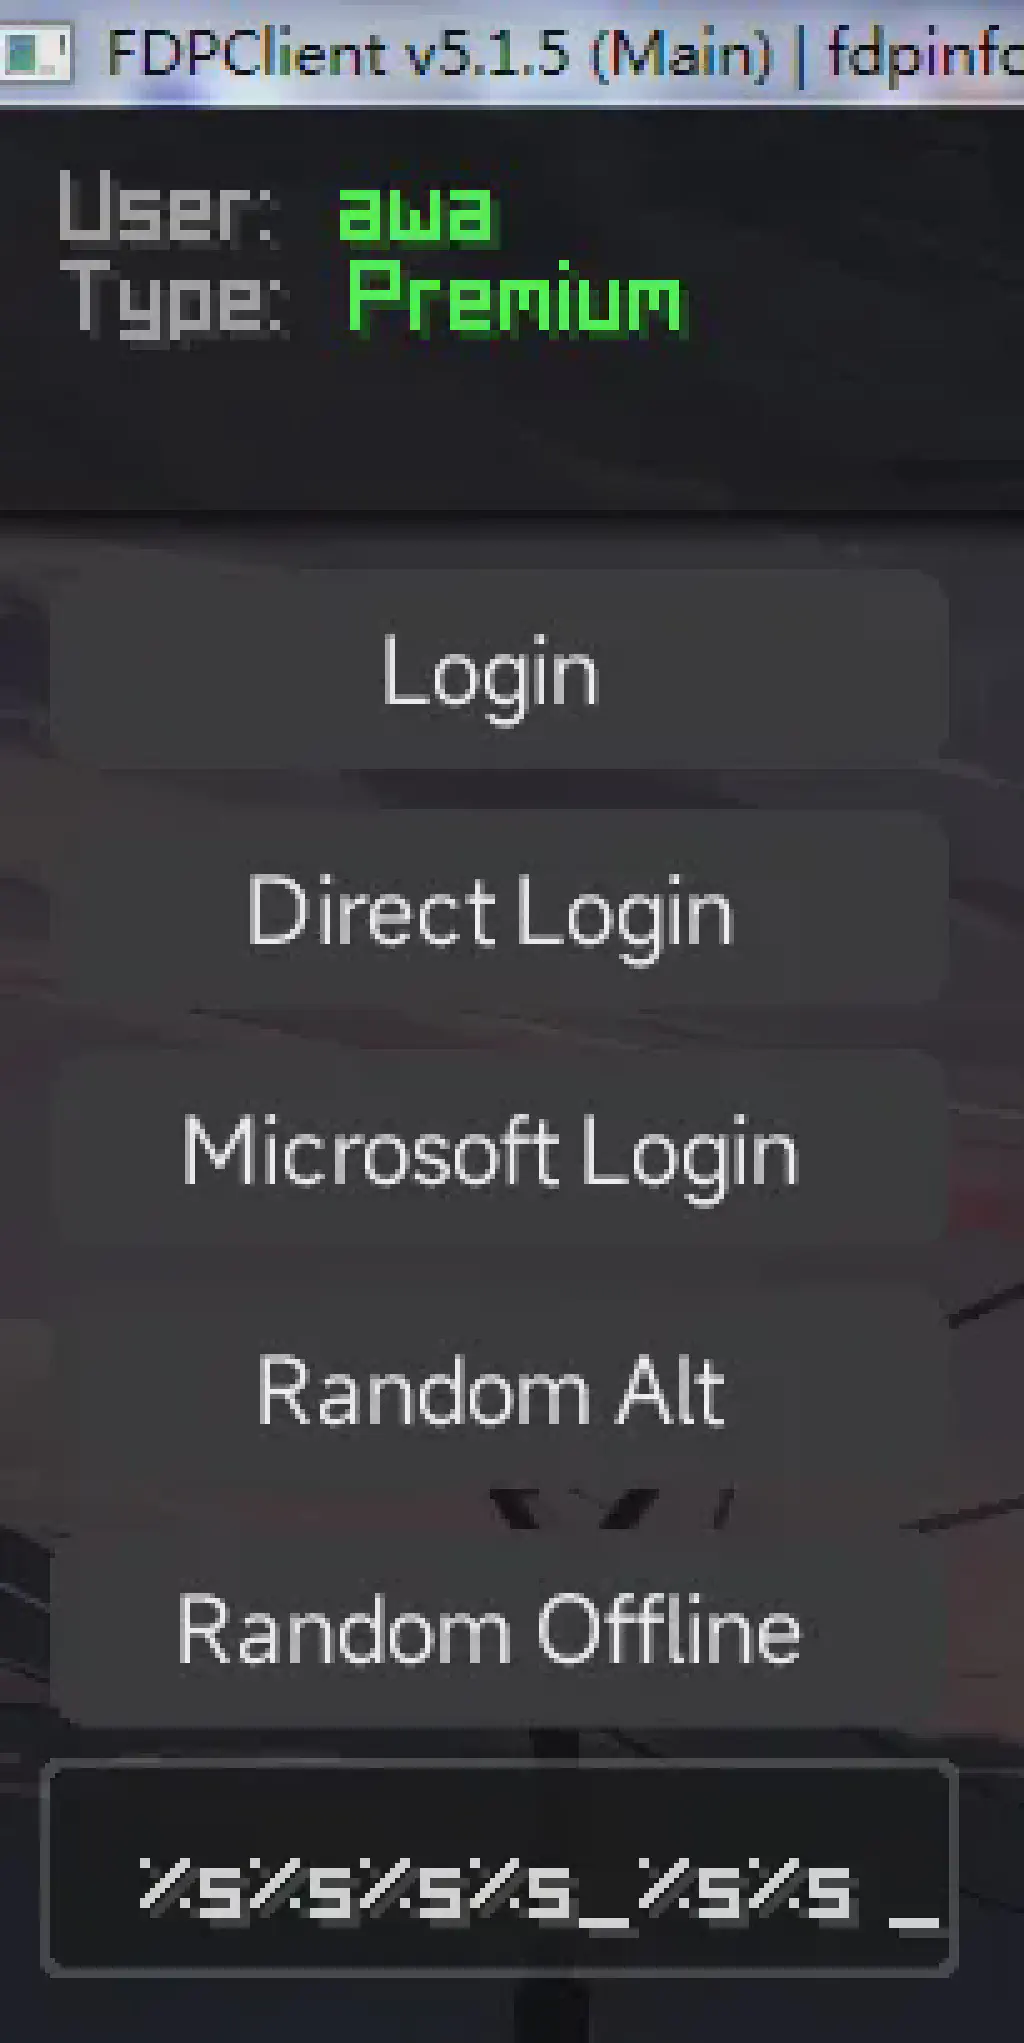 FDPClient v5.1.5 (Main) | fdpinfo
User: awa
Type: Premium
Login
Direct Login
Microsoft Login
Random Alt
Random Offline
%s%s%s%s_%s%s _